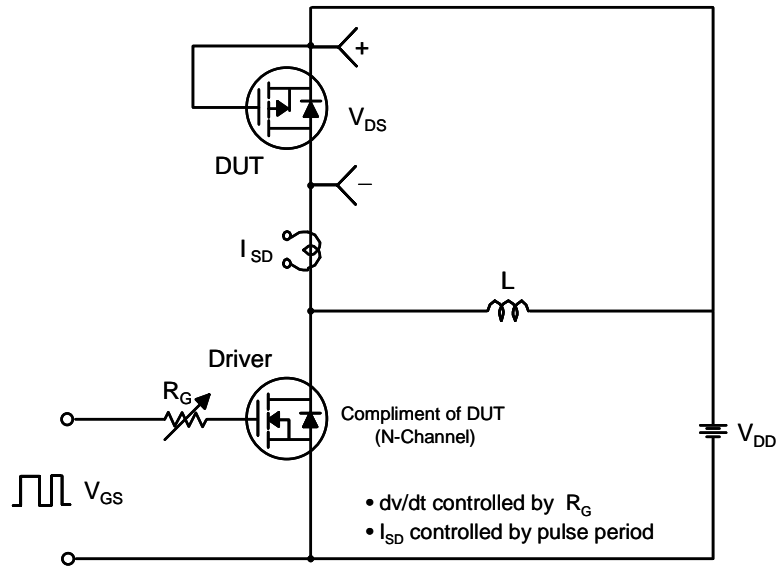 +
V_DS
DUT
–
I_SD
L
Driver
R_G
Compliment of DUT
(N-Channel)
V_DD
V_GS
• dv/dt controlled by R_G
• I_SD controlled by pulse period